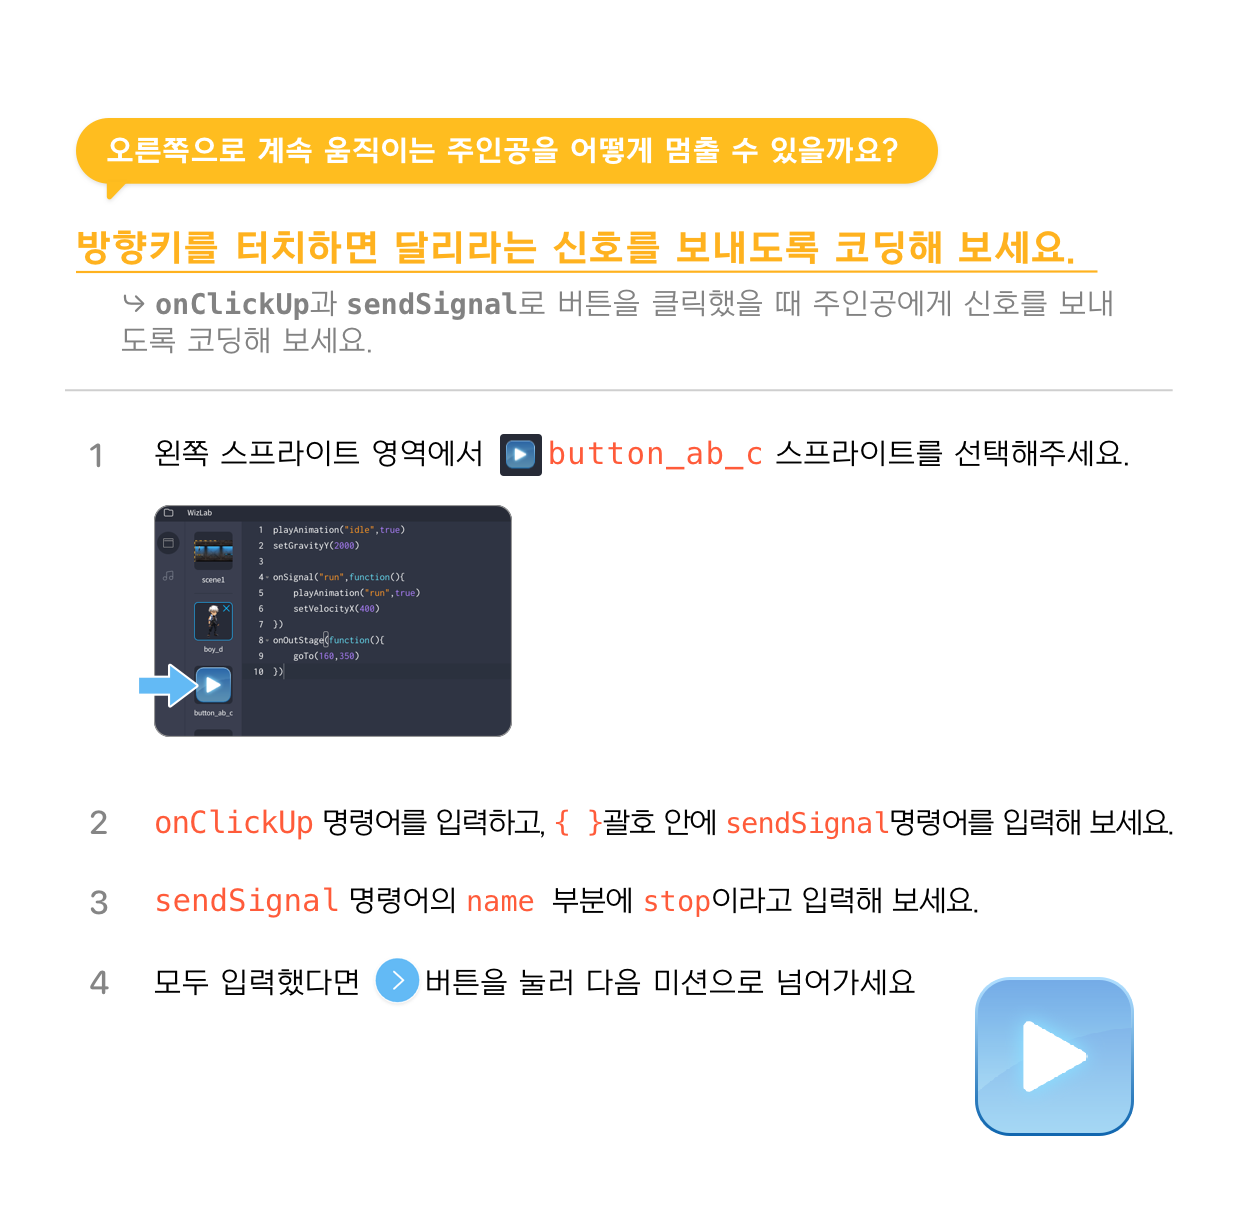 오른쪽으로 계속 움직이는 주인공을 어떻게 멈출 수 있을까요?
방향키를 터치하면 달리라는 신호를 보내도록 코딩해 보세요.
↪ onClickUp과 sendSignal로 버튼을 클릭했을 때 주인공에게 신호를 보내
도록 코딩해 보세요.
1 왼쪽 스프라이트 영역에서 button_ab_c 스프라이트를 선택해주세요.
WizLab
scene1
boy_d
button_ab_c
1 playAnimation("idle",true)
2 setGravityY(2000)
3
4 onSignal("run",function(){
5 playAnimation("run",true)
6 setVelocityX(400)
7 })
8 onOutStage(function(){
9 goTo(160,350)
10 })
2 onClickUp 명령어를 입력하고, { }괄호 안에 sendSignal명령어를 입력해 보세요.
3 sendSignal 명령어의 name 부분에 stop이라고 입력해 보세요.
4 모두 입력했다면 > 버튼을 눌러 다음 미션으로 넘어가세요